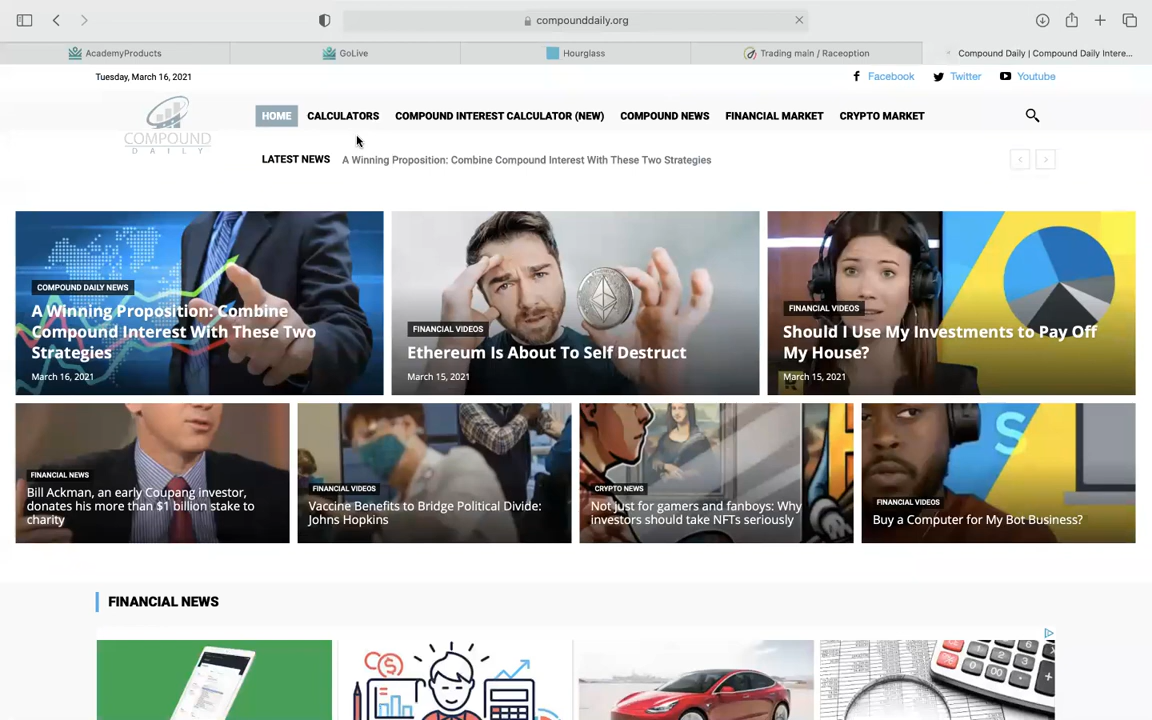 compounddaily.org
AcademyProducts
GoLive
Hourglass
Trading main / Raceoption
Compound Daily | Compound Daily Intere...
Tuesday, March 16, 2021
Facebook
Twitter
Youtube
COMPOUND
DAILY
HOME
CALCULATORS
COMPOUND INTEREST CALCULATOR (NEW)
COMPOUND NEWS
FINANCIAL MARKET
CRYPTO MARKET
LATEST NEWS
A Winning Proposition: Combine Compound Interest With These Two Strategies
COMPOUND DAILY NEWS
A Winning Proposition: Combine
Compound Interest With These Two
Strategies
March 16, 2021
FINANCIAL VIDEOS
Ethereum Is About To Self Destruct
March 15, 2021
FINANCIAL VIDEOS
Should I Use My Investments to Pay Off
My House?
March 15, 2021
FINANCIAL NEWS
Bill Ackman, an early Coupang investor,
donates his more than $1 billion stake to
charity
FINANCIAL VIDEOS
Vaccine Benefits to Bridge Political Divide:
Johns Hopkins
CRYPTO NEWS
Not just for gamers and fanboys: Why
investors should take NFTs seriously
S
FINANCIAL VIDEOS
Buy a Computer for My Bot Business?
FINANCIAL NEWS